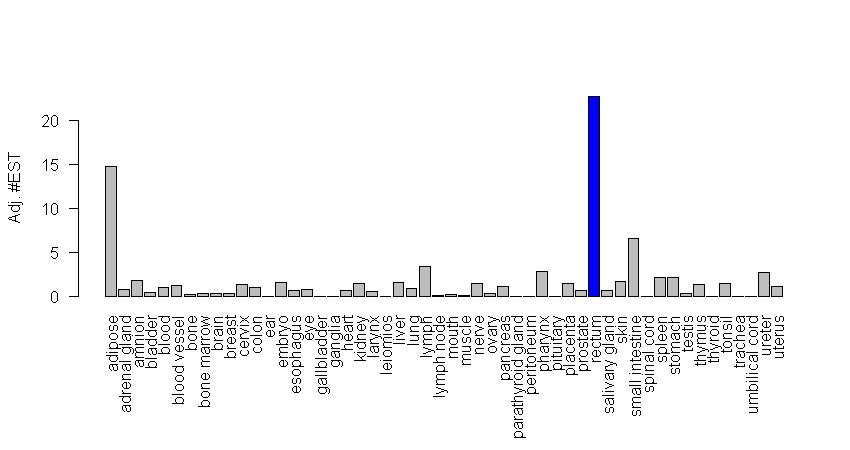 Adj. #EST
20
15
10
5
0
adipose
adrenal gland
amnion
bladder
blood
blood vessel
bone
bone marrow
brain
breast
cervix
colon
ear
embryo
esophagus
eye
gallbladder
ganglia
heart
kidney
larynx
leiomios
liver
lung
lymph
lymph node
mouth
muscle
nerve
ovary
pancreas
parathyroid gland
peritoneum
pharynx
pituitary
placenta
prostate
rectum
salivary gland
skin
small intestine
spinal cord
spleen
stomach
testis
thymus
thyroid
tonsil
trachea
umbilical cord
ureter
uterus